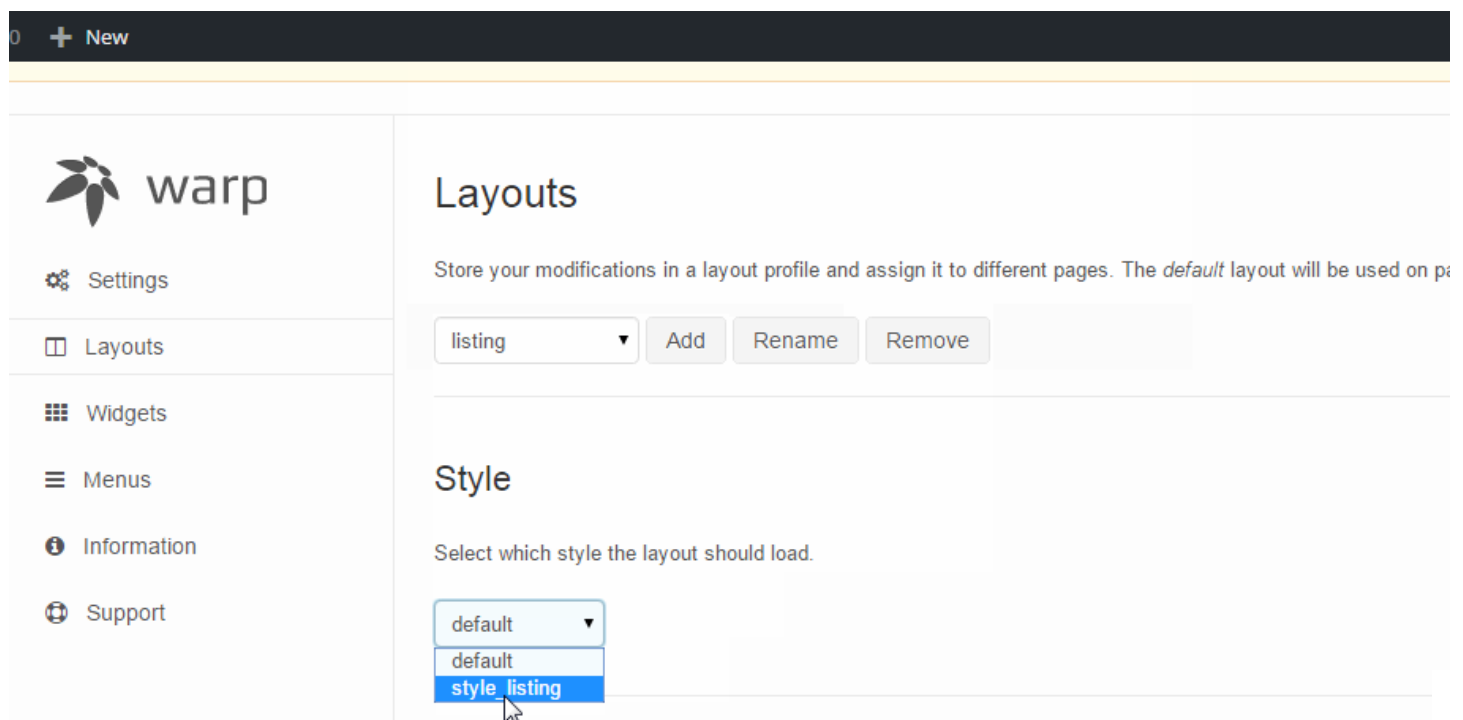 0 New
warp
Settings
Layouts
Widgets
Menus
Information
Support
Layouts
Store your modifications in a layout profile and assign it to different pages. The default layout will be used on pa
listing Add Rename Remove
Style
Select which style the layout should load.
default
default
style_listing